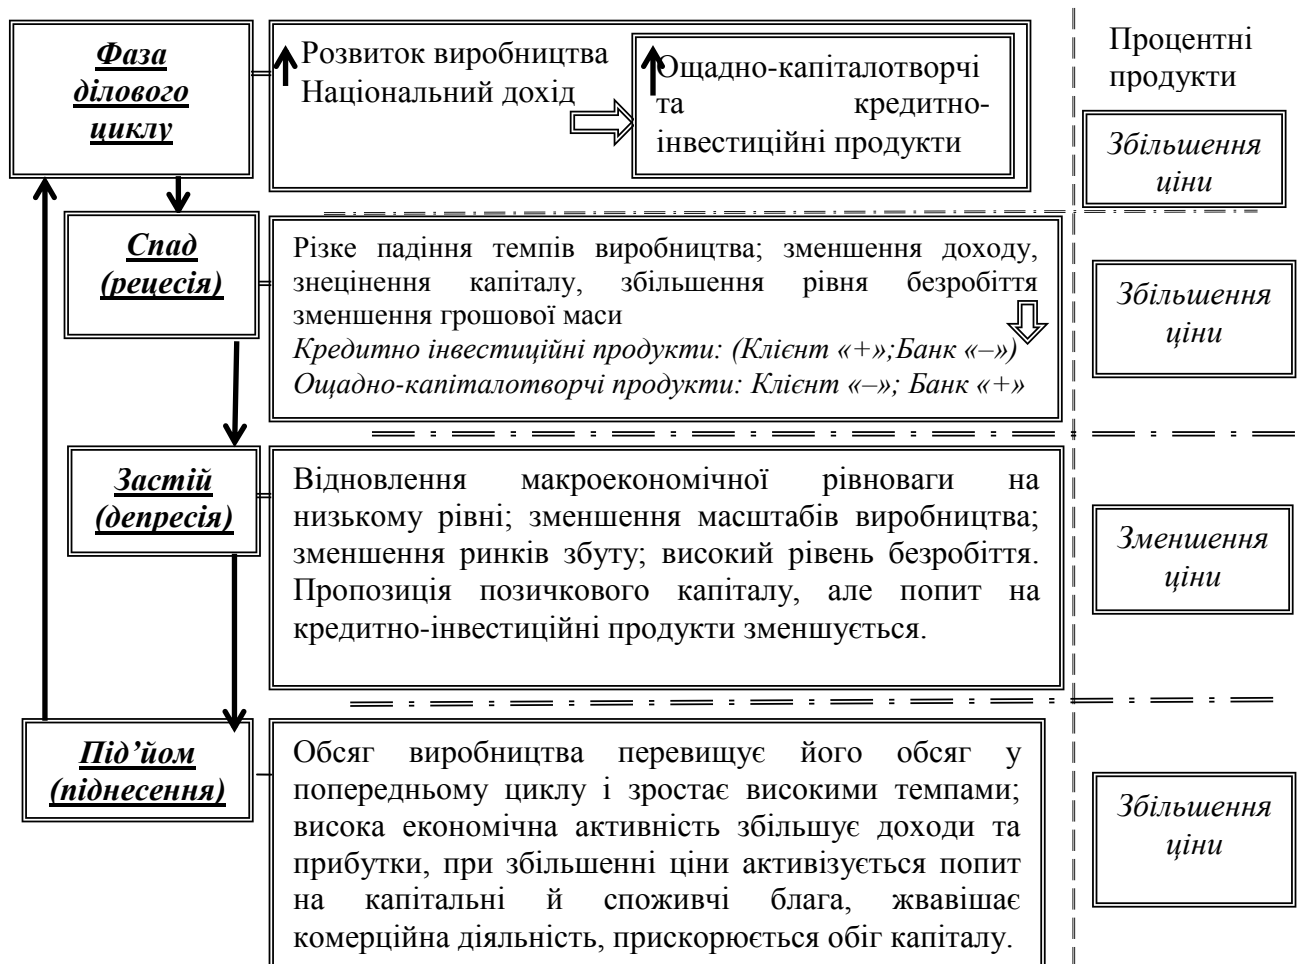 Фаза
ділового
циклу
Розвиток виробництва
Національний дохід
Ощадно-капіталотворчі
та кредитно-
інвестиційні продукти
Процентні
продукти
Збільшення
ціни
Спад
(рецесія)
Різке падіння темпів виробництва; зменшення доходу,
знецінення капіталу, збільшення рівня безробіття
зменшення грошової маси
Кредитно інвестиційні продукти: (Клієнт «+»;Банк «–»)
Ощадно-капіталотворчі продукти: Клієнт «–»; Банк «+»
Збільшення
ціни
Застій
(депресія)
Відновлення макроекономічної рівноваги на
низькому рівні; зменшення масштабів виробництва;
зменшення ринків збуту; високий рівень безробіття.
Пропозиція позичкового капіталу, але попит на
кредитно-інвестиційні продукти зменшується.
Зменшення
ціни
Під’йом
(піднесення)
Обсяг виробництва перевищує його обсяг у
попередньому циклу і зростає високими темпами;
висока економічна активність збільшує доходи та
прибутки, при збільшенні ціни активізується попит
на капітальні й споживчі блага, жвавішає
комерційна діяльність, прискорюється обіг капіталу.
Збільшення
ціни